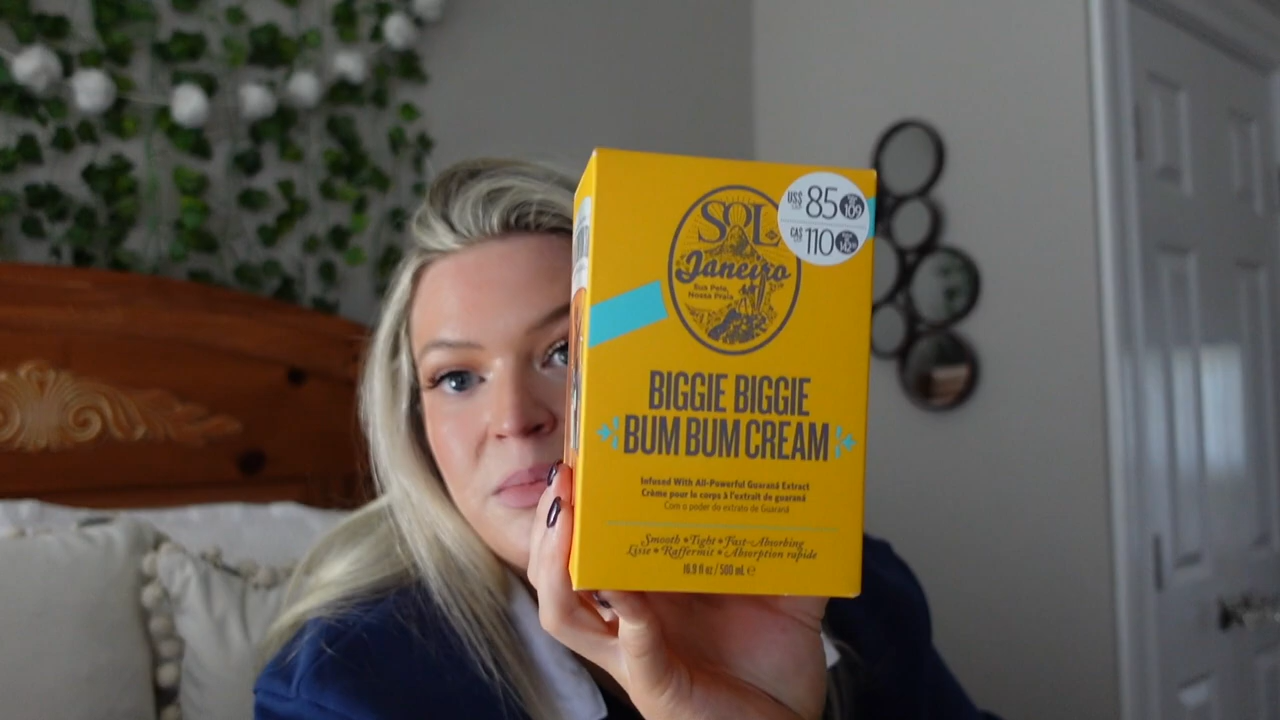 SOL
de
Janeiro
Sua Pele,
Nossa Praia
US$ 85 109
CA$ 110
BIGGIE BIGGIE
BUM BUM CREAM
Infused With All-Powerful Guaraná Extract
Crème pour le corps à l'extrait de guaraná
Com o poder do extrato de Guaraná
Smooth • Tight • Fast-Absorbing
Lisse • Raffermit • Absorption rapide
16.9 fl oz / 500 mL ℮